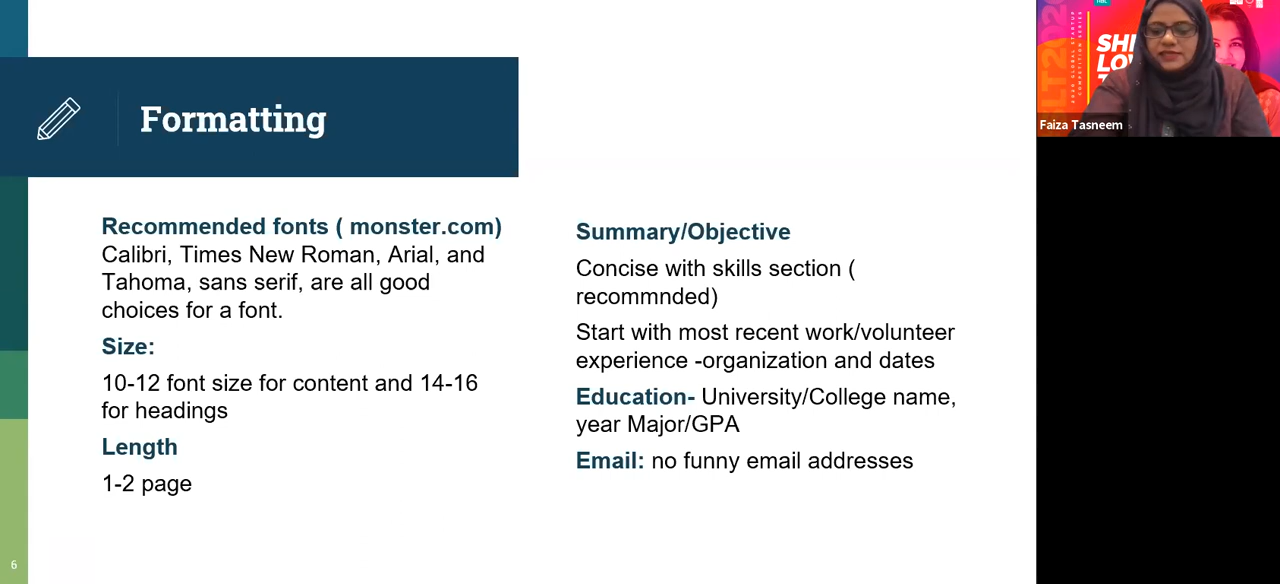 Formatting
Recommended fonts ( monster.com)
Calibri, Times New Roman, Arial, and
Tahoma, sans serif, are all good
choices for a font.
Size:
10-12 font size for content and 14-16
for headings
Length
1-2 page
Summary/Objective
Concise with skills section (
recommnded)
Start with most recent work/volunteer
experience -organization and dates
Education- University/College name,
year Major/GPA
Email: no funny email addresses
6
Faiza Tasneem